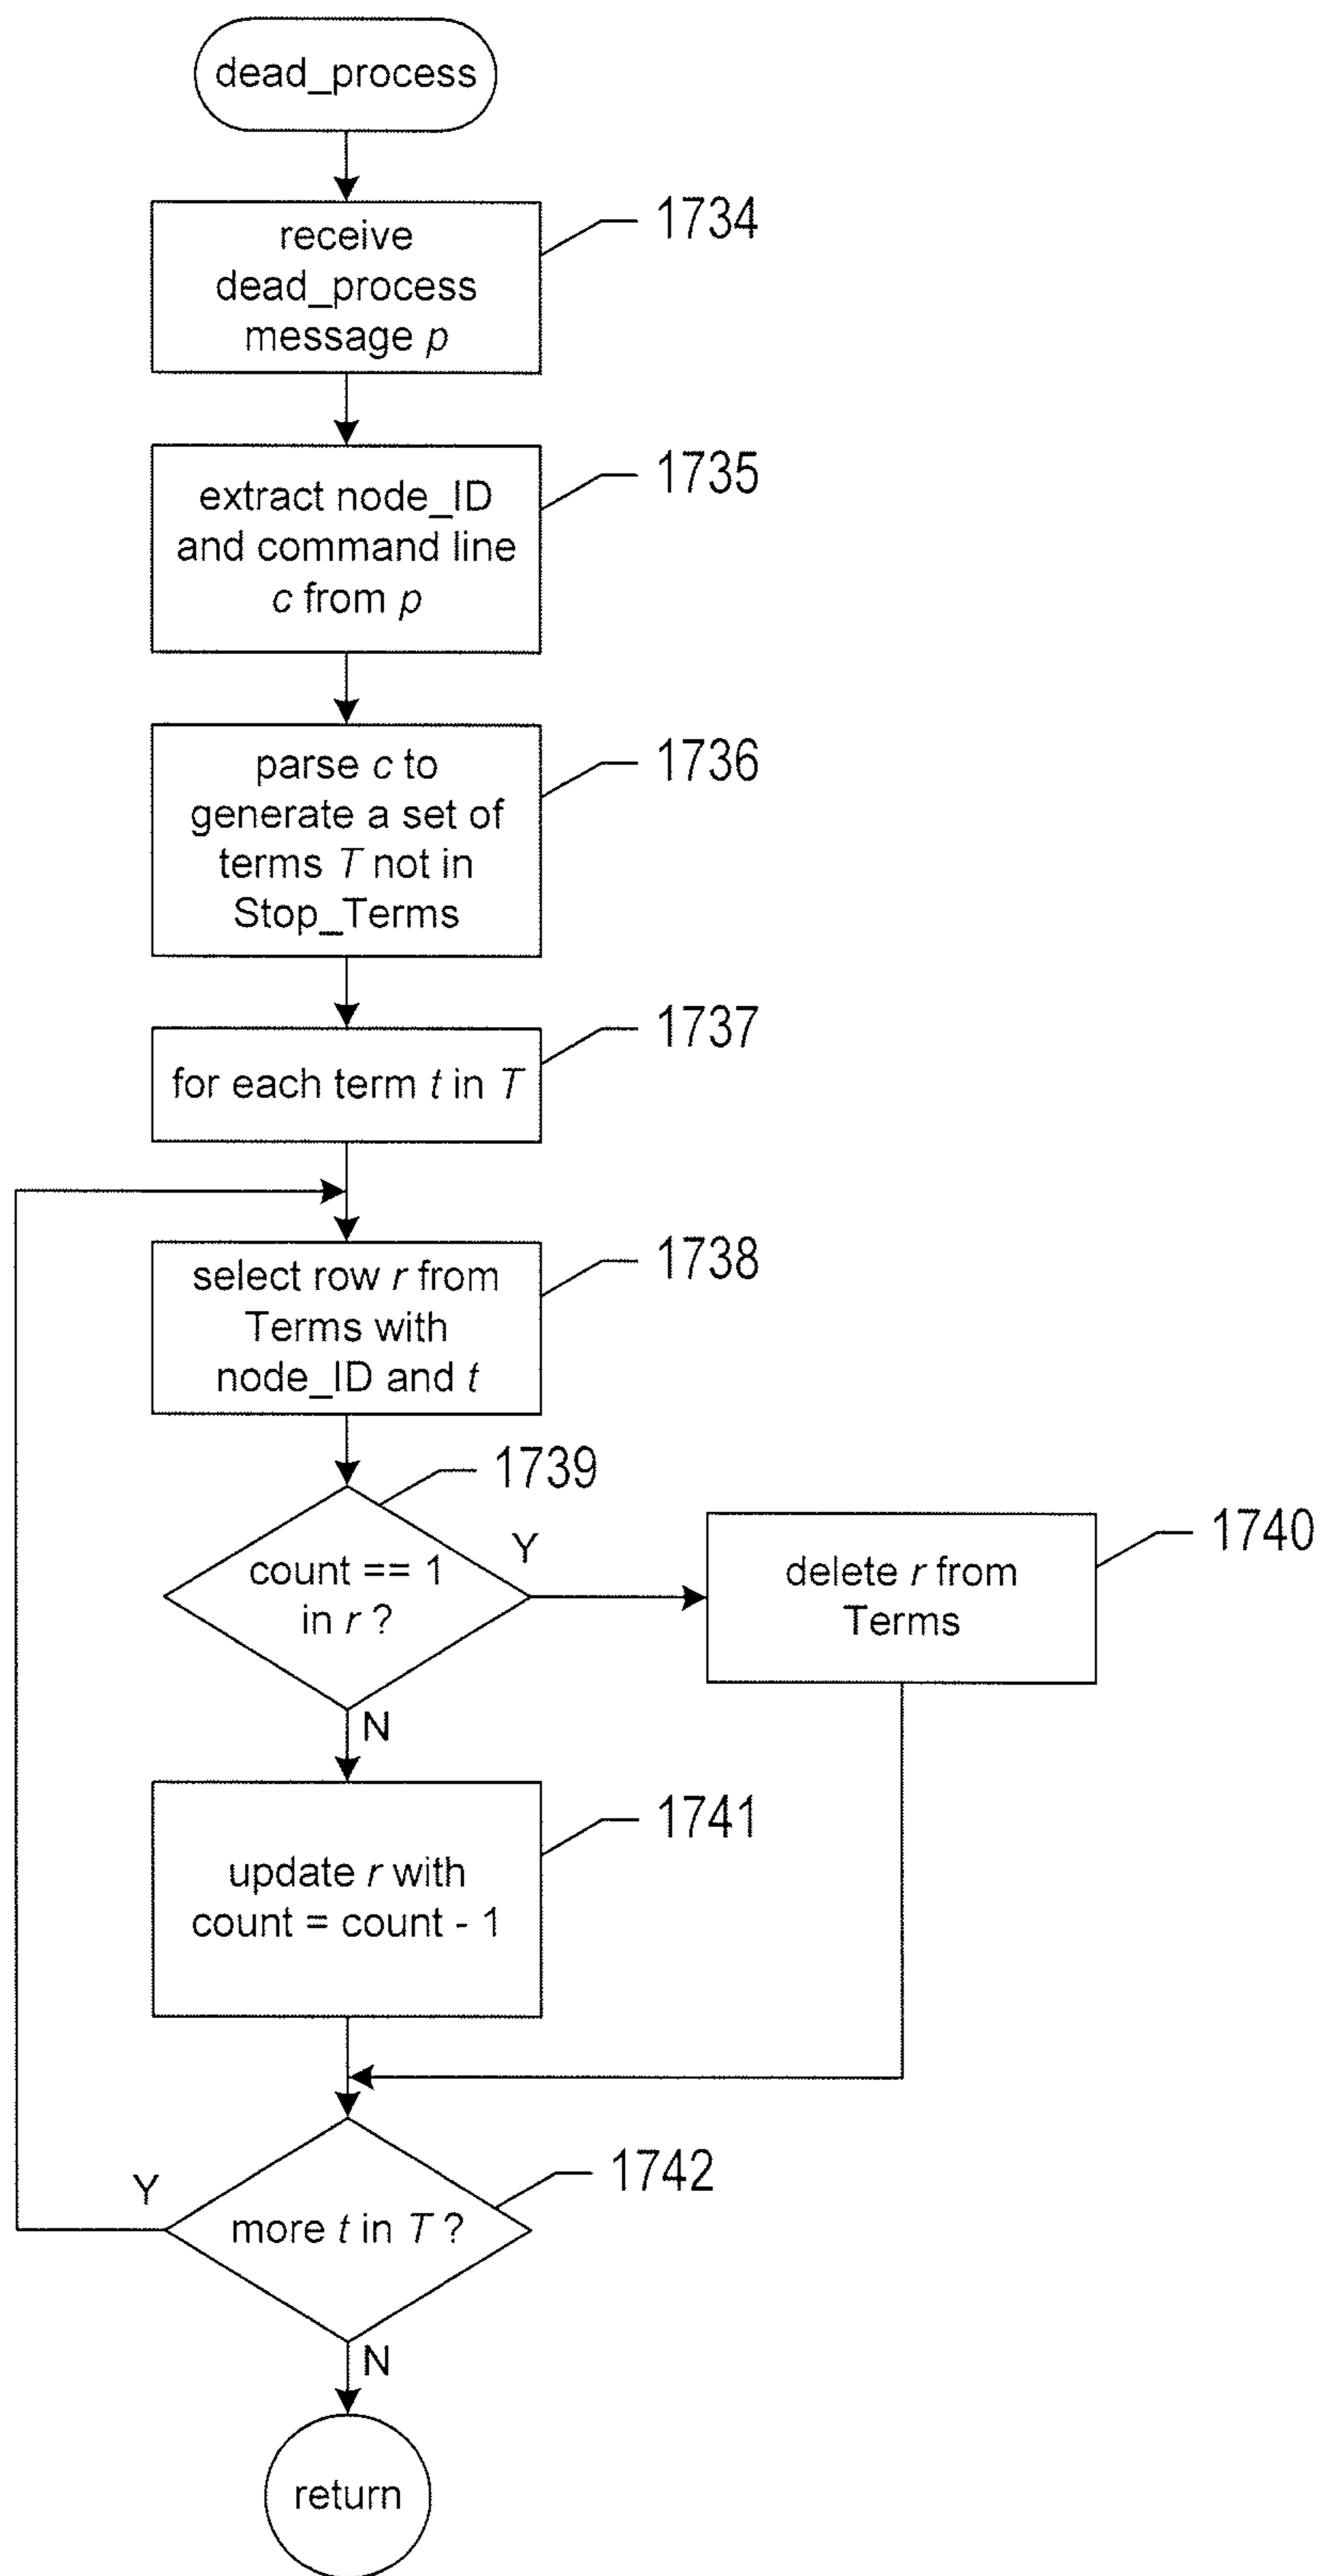 dead_process
receive
dead_process
message p
1734
extract node_ID
and command line
c from p
1735
parse c to
generate a set of
terms T not in
Stop_Terms
1736
for each term t in T
1737
select row r from
Terms with
node_ID and t
1738
count == 1
in r ?
1739
Y
delete r from
Terms
1740
N
update r with
count = count - 1
1741
more t in T ?
1742
Y
N
return